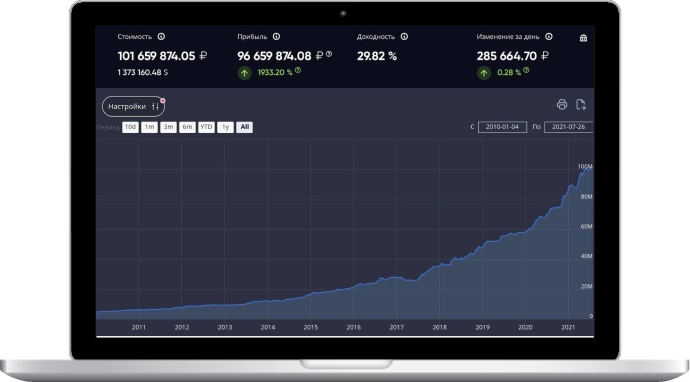 Стоимость
Прибыль
Доходность
Изменение за день
101 659 874.05 ₽
96 659 874.08 ₽
29.82 %
285 664.70 ₽
1 373 160.48 $
1933.20 %
0.28 %
Настройки
Период 10d 1m 3m 6m YTD 1y All
С 2010-01-04 По 2021-07-26
100M
80M
60M
40M
20M
0
2011 2012 2013 2014 2015 2016 2017 2018 2019 2020 2021